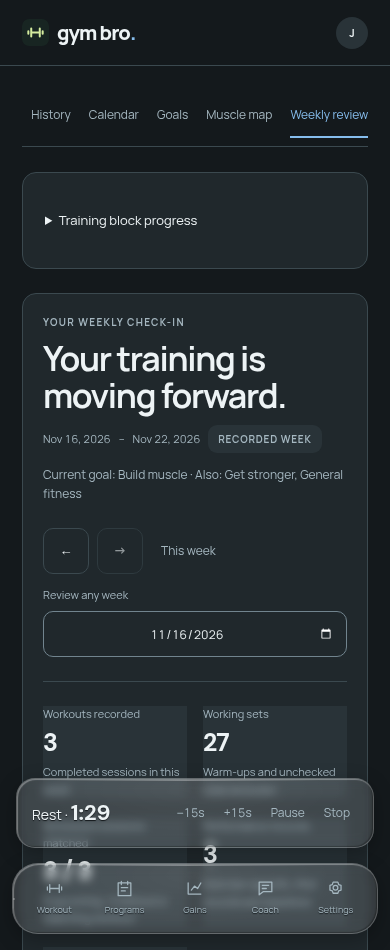 gym bro.
J
History Calendar Goals Muscle map Weekly review
▶ Training block progress
YOUR WEEKLY CHECK-IN
Your training is
moving forward.
Nov 16, 2026 – Nov 22, 2026 RECORDED WEEK
Current goal: Build muscle · Also: Get stronger, General
fitness
← → This week
Review any week
11/16/2026
Workouts recorded
3
Completed sessions in this
Working sets
27
Warm-ups and unchecked
Rest · 1:29 −15s +15s Pause Stop
matched
3
Workout Programs Gains Coach Settings